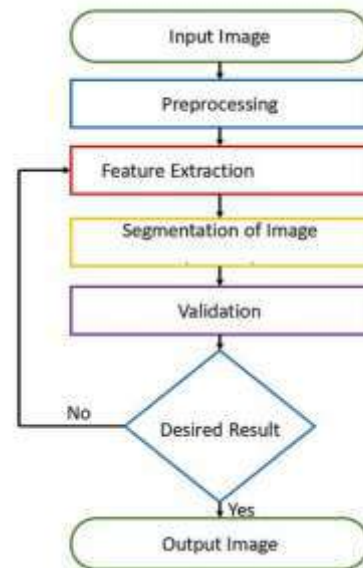 Input Image
Preprocessing
Feature Extraction
Segmentation of Image
Validation
Desired Result
No
Yes
Output Image